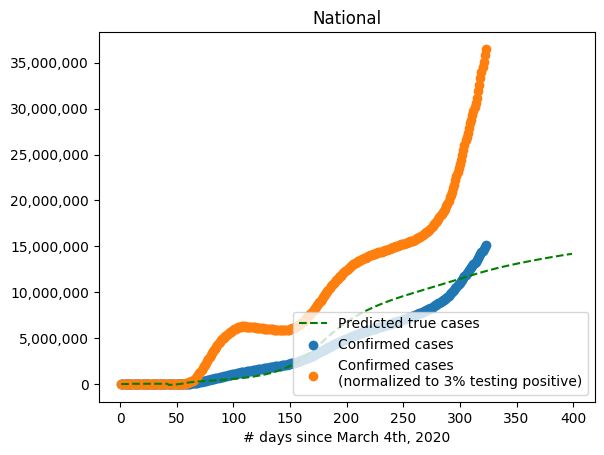 National
35,000,000
30,000,000
25,000,000
20,000,000
15,000,000
10,000,000
5,000,000
0
Predicted true cases
Confirmed cases
Confirmed cases
(normalized to 3% testing positive)
0 50 100 150 200 250 300 350 400
# days since March 4th, 2020